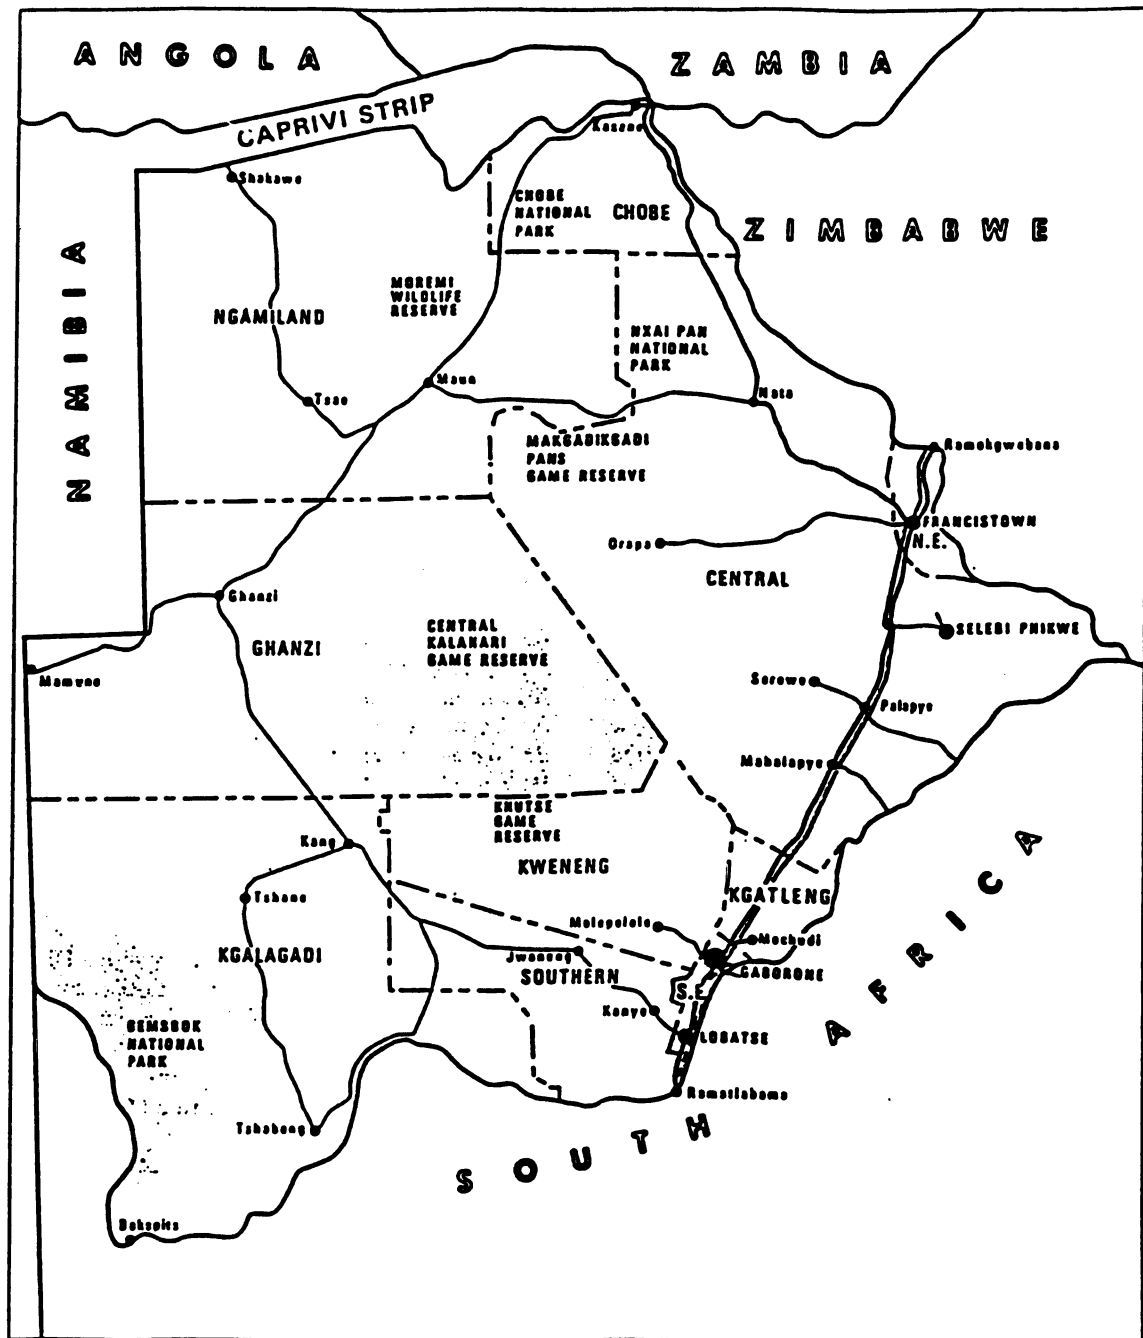 ANGOLA
ZAMBIA
CAPRIVI STRIP
Kasane
Shakawe
CHOBE
NATIONAL
PARK
CHOBE
ZIMBABWE
NAMIBIA
MOREMI
WILDLIFE
RESERVE
NGAMILAND
NXAI PAN
NATIONAL
PARK
Maun
Tsao
Nata
MAKGADIKGADI
PANS
GAME RESERVE
Ramokgwebana
FRANCISTOWN
N.E.
Orapa
CENTRAL
Ghanzi
GHANZI
CENTRAL
KALAHARI
GAME RESERVE
SELEBI PHIKWE
Mamuno
Serowe
Palapye
Mahalapye
KHUTSE
GAME
RESERVE
Kang
KWENENG
Tshane
KGATLENG
Molepolole
Mochudi
KGALAGADI
Jwaneng
SOUTHERN
GABORONE
S.E.
Kanye
GEMSBOK
NATIONAL
PARK
LOBATSE
Ramatlabama
Tshabong
Bokspits
SOUTH AFRICA